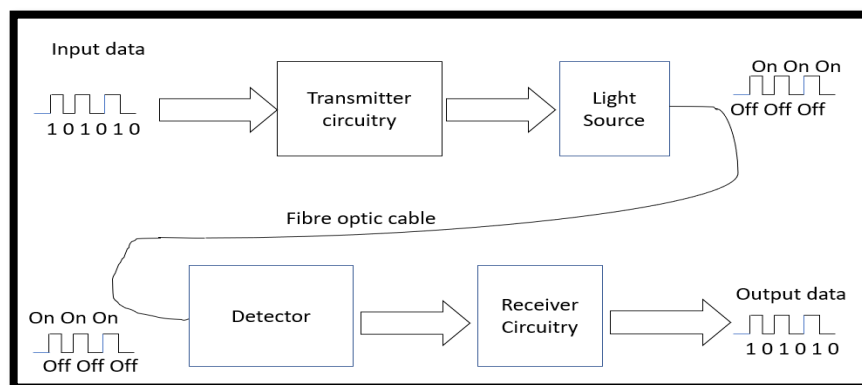 Input data
1 0 1 0 1 0
Transmitter
circuitry
Light
Source
On On On
Off Off Off
Fibre optic cable
On On On
Off Off Off
Detector
Receiver
Circuitry
Output data
1 0 1 0 1 0